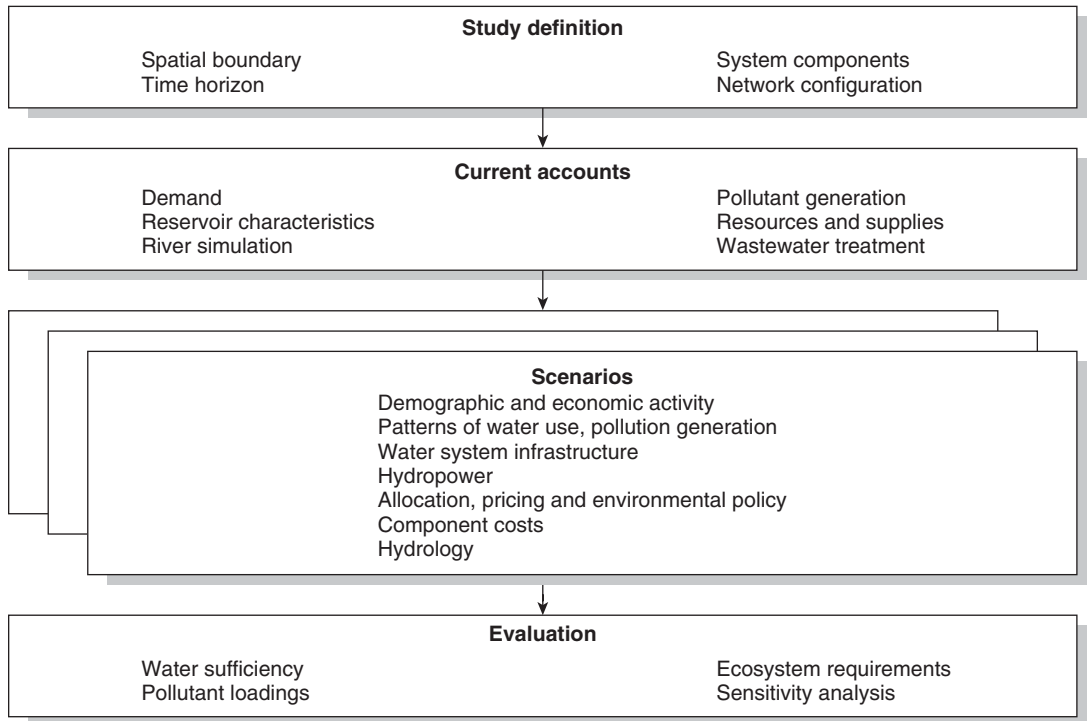 Study definition
Spatial boundary
Time horizon
System components
Network configuration
Current accounts
Demand
Reservoir characteristics
River simulation
Pollutant generation
Resources and supplies
Wastewater treatment
Scenarios
Demographic and economic activity
Patterns of water use, pollution generation
Water system infrastructure
Hydropower
Allocation, pricing and environmental policy
Component costs
Hydrology
Evaluation
Water sufficiency
Pollutant loadings
Ecosystem requirements
Sensitivity analysis